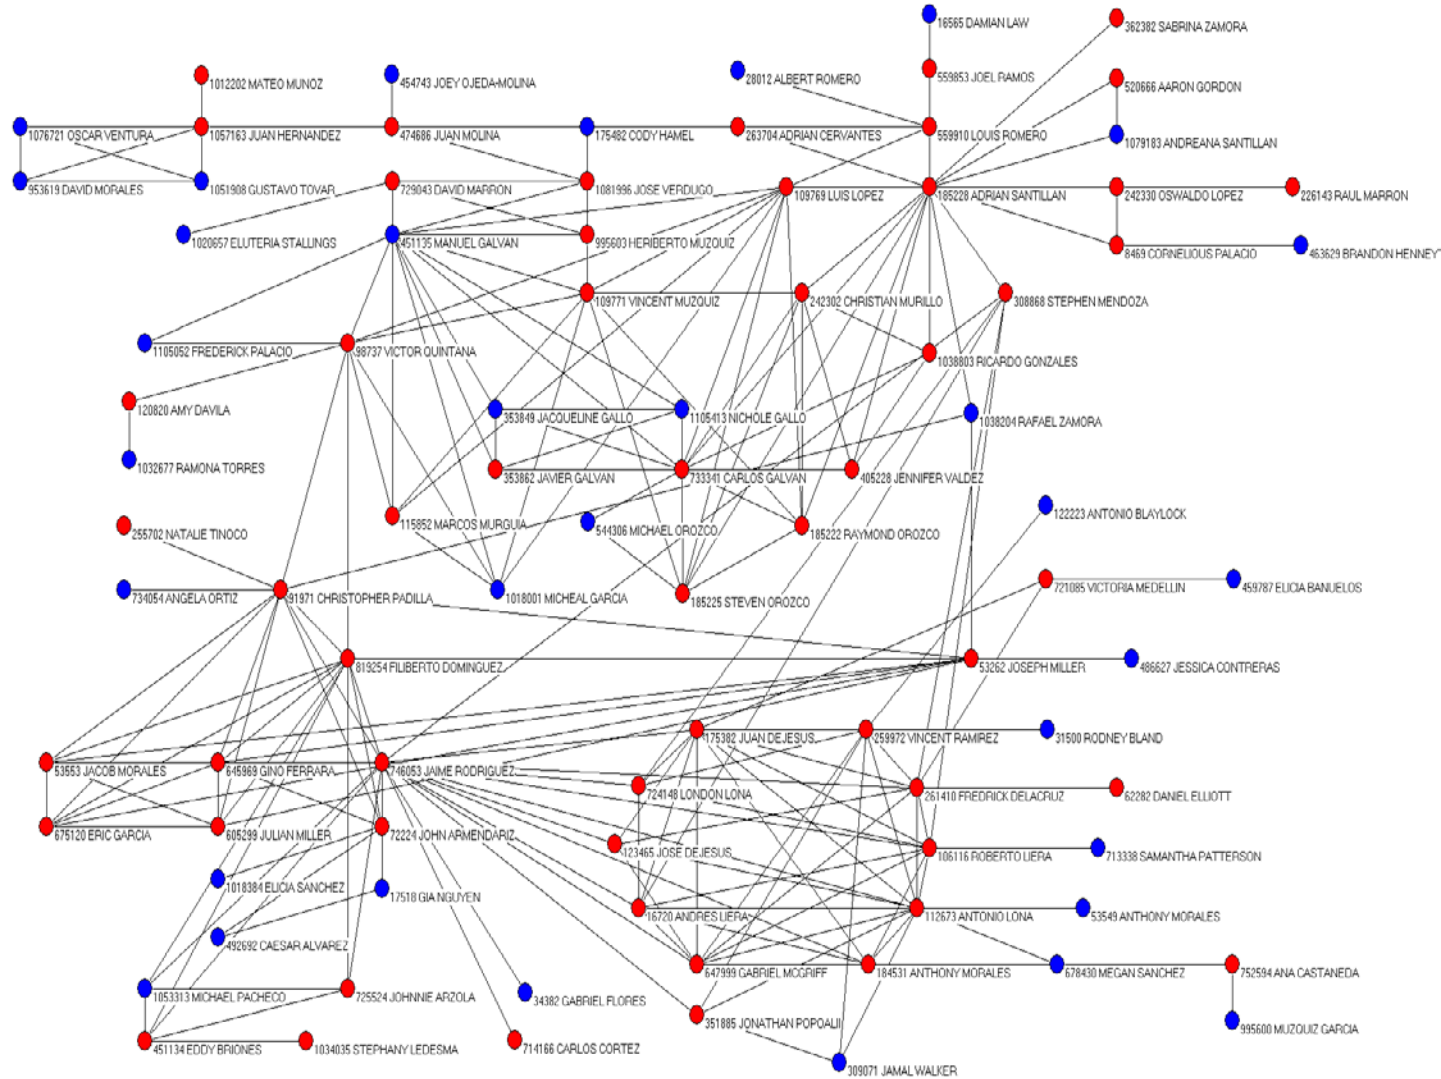 16565 DAMIAN LAW
362382 SABRINA ZAMORA
1012202 MATEO MUNOZ
454743 JOEY OJEDA-MOLINA
28012 ALBERT ROMERO
559853 JOEL RAMOS
520666 AARON GORDON
1076721 OSCAR VENTURA
1057163 JUAN HERNANDEZ
474686 JUAN MOLINA
175482 CODY HAMEL
263704 ADRIAN CERVANTES
559910 LOUIS ROMERO
1079183 ANDREANA SANTILLAN
953619 DAVID MORALES
1051908 GUSTAVO TOVAR
729043 DAVID MARRON
1081996 JOSE VERDUGO
109769 LUIS LOPEZ
185228 ADRIAN SANTILLAN
242330 OSWALDO LOPEZ
226143 RAUL MARRON
1020657 ELUTERIA STALLINGS
451135 MANUEL GALVAN
995603 HERIBERTO MUZQUIZ
8469 CORNELIOUS PALACIO
463629 BRANDON HENNEY
109771 VINCENT MUZQUIZ
242302 CHRISTIAN MURILLO
308868 STEPHEN MENDOZA
1105052 FREDERICK PALACIO
98737 VICTOR QUINTANA
1038803 RICARDO GONZALES
120820 AMY DAVILA
353849 JACQUELINE GALLO
1105413 NICHOLE GALLO
1038204 RAFAEL ZAMORA
1032677 RAMONA TORRES
353862 JAVIER GALVAN
733341 CARLOS GALVAN
405228 JENNIFER VALDEZ
255702 NATALIE TINOCO
115852 MARCOS MURGUIA
544306 MICHAEL OROZCO
185222 RAYMOND OROZCO
122223 ANTONIO BLAYLOCK
734054 ANGELA ORTIZ
91971 CHRISTOPHER PADILLA
1018001 MICHEAL GARCIA
185225 STEVEN OROZCO
721085 VICTORIA MEDELLIN
459787 ELICIA BANUELOS
819254 FILIBERTO DOMINGUEZ
53262 JOSEPH MILLER
486627 JESSICA CONTRERAS
175382 JUAN DEJESUS
259972 VINCENT RAMIREZ
31500 RODNEY BLAND
53553 JACOB MORALES
645969 GINO FERRARA
746053 JAIME RODRIGUEZ
724148 LONDON LONA
261410 FREDRICK DELACRUZ
62282 DANIEL ELLIOTT
675120 ERIC GARCIA
605299 JULIAN MILLER
72224 JOHN ARMENDARIZ
123465 JOSE DEJESUS
106116 ROBERTO LIERA
713338 SAMANTHA PATTERSON
1018384 ELICIA SANCHEZ
17518 GIA NGUYEN
16720 ANDRES LIERA
112673 ANTONIO LONA
53549 ANTHONY MORALES
492692 CAESAR ALVAREZ
647999 GABRIEL MCGRIFF
184531 ANTHONY MORALES
678430 MEGAN SANCHEZ
752594 ANA CASTANEDA
1053313 MICHAEL PACHECO
725524 JOHNNIE ARZOLA
34382 GABRIEL FLORES
351885 JONATHAN POPOALII
995600 MUZQUIZ GARCIA
451134 EDDY BRIONES
1034035 STEPHANY LEDESMA
714166 CARLOS CORTEZ
309071 JAMAL WALKER